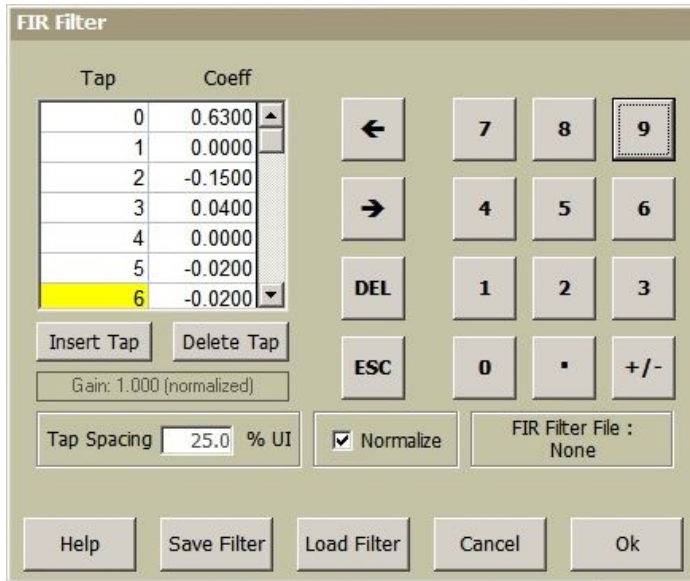 FIR Filter
Tap Coeff
0 0.6300
1 0.0000
2 -0.1500
3 0.0400
4 0.0000
5 -0.0200
6 -0.0200
Insert Tap Delete Tap
Gain: 1.000 (normalized)
← 7 8 9
→ 4 5 6
DEL 1 2 3
ESC 0 . +/-
Tap Spacing 25.0 % UI
Normalize
FIR Filter File :
None
Help Save Filter Load Filter Cancel Ok